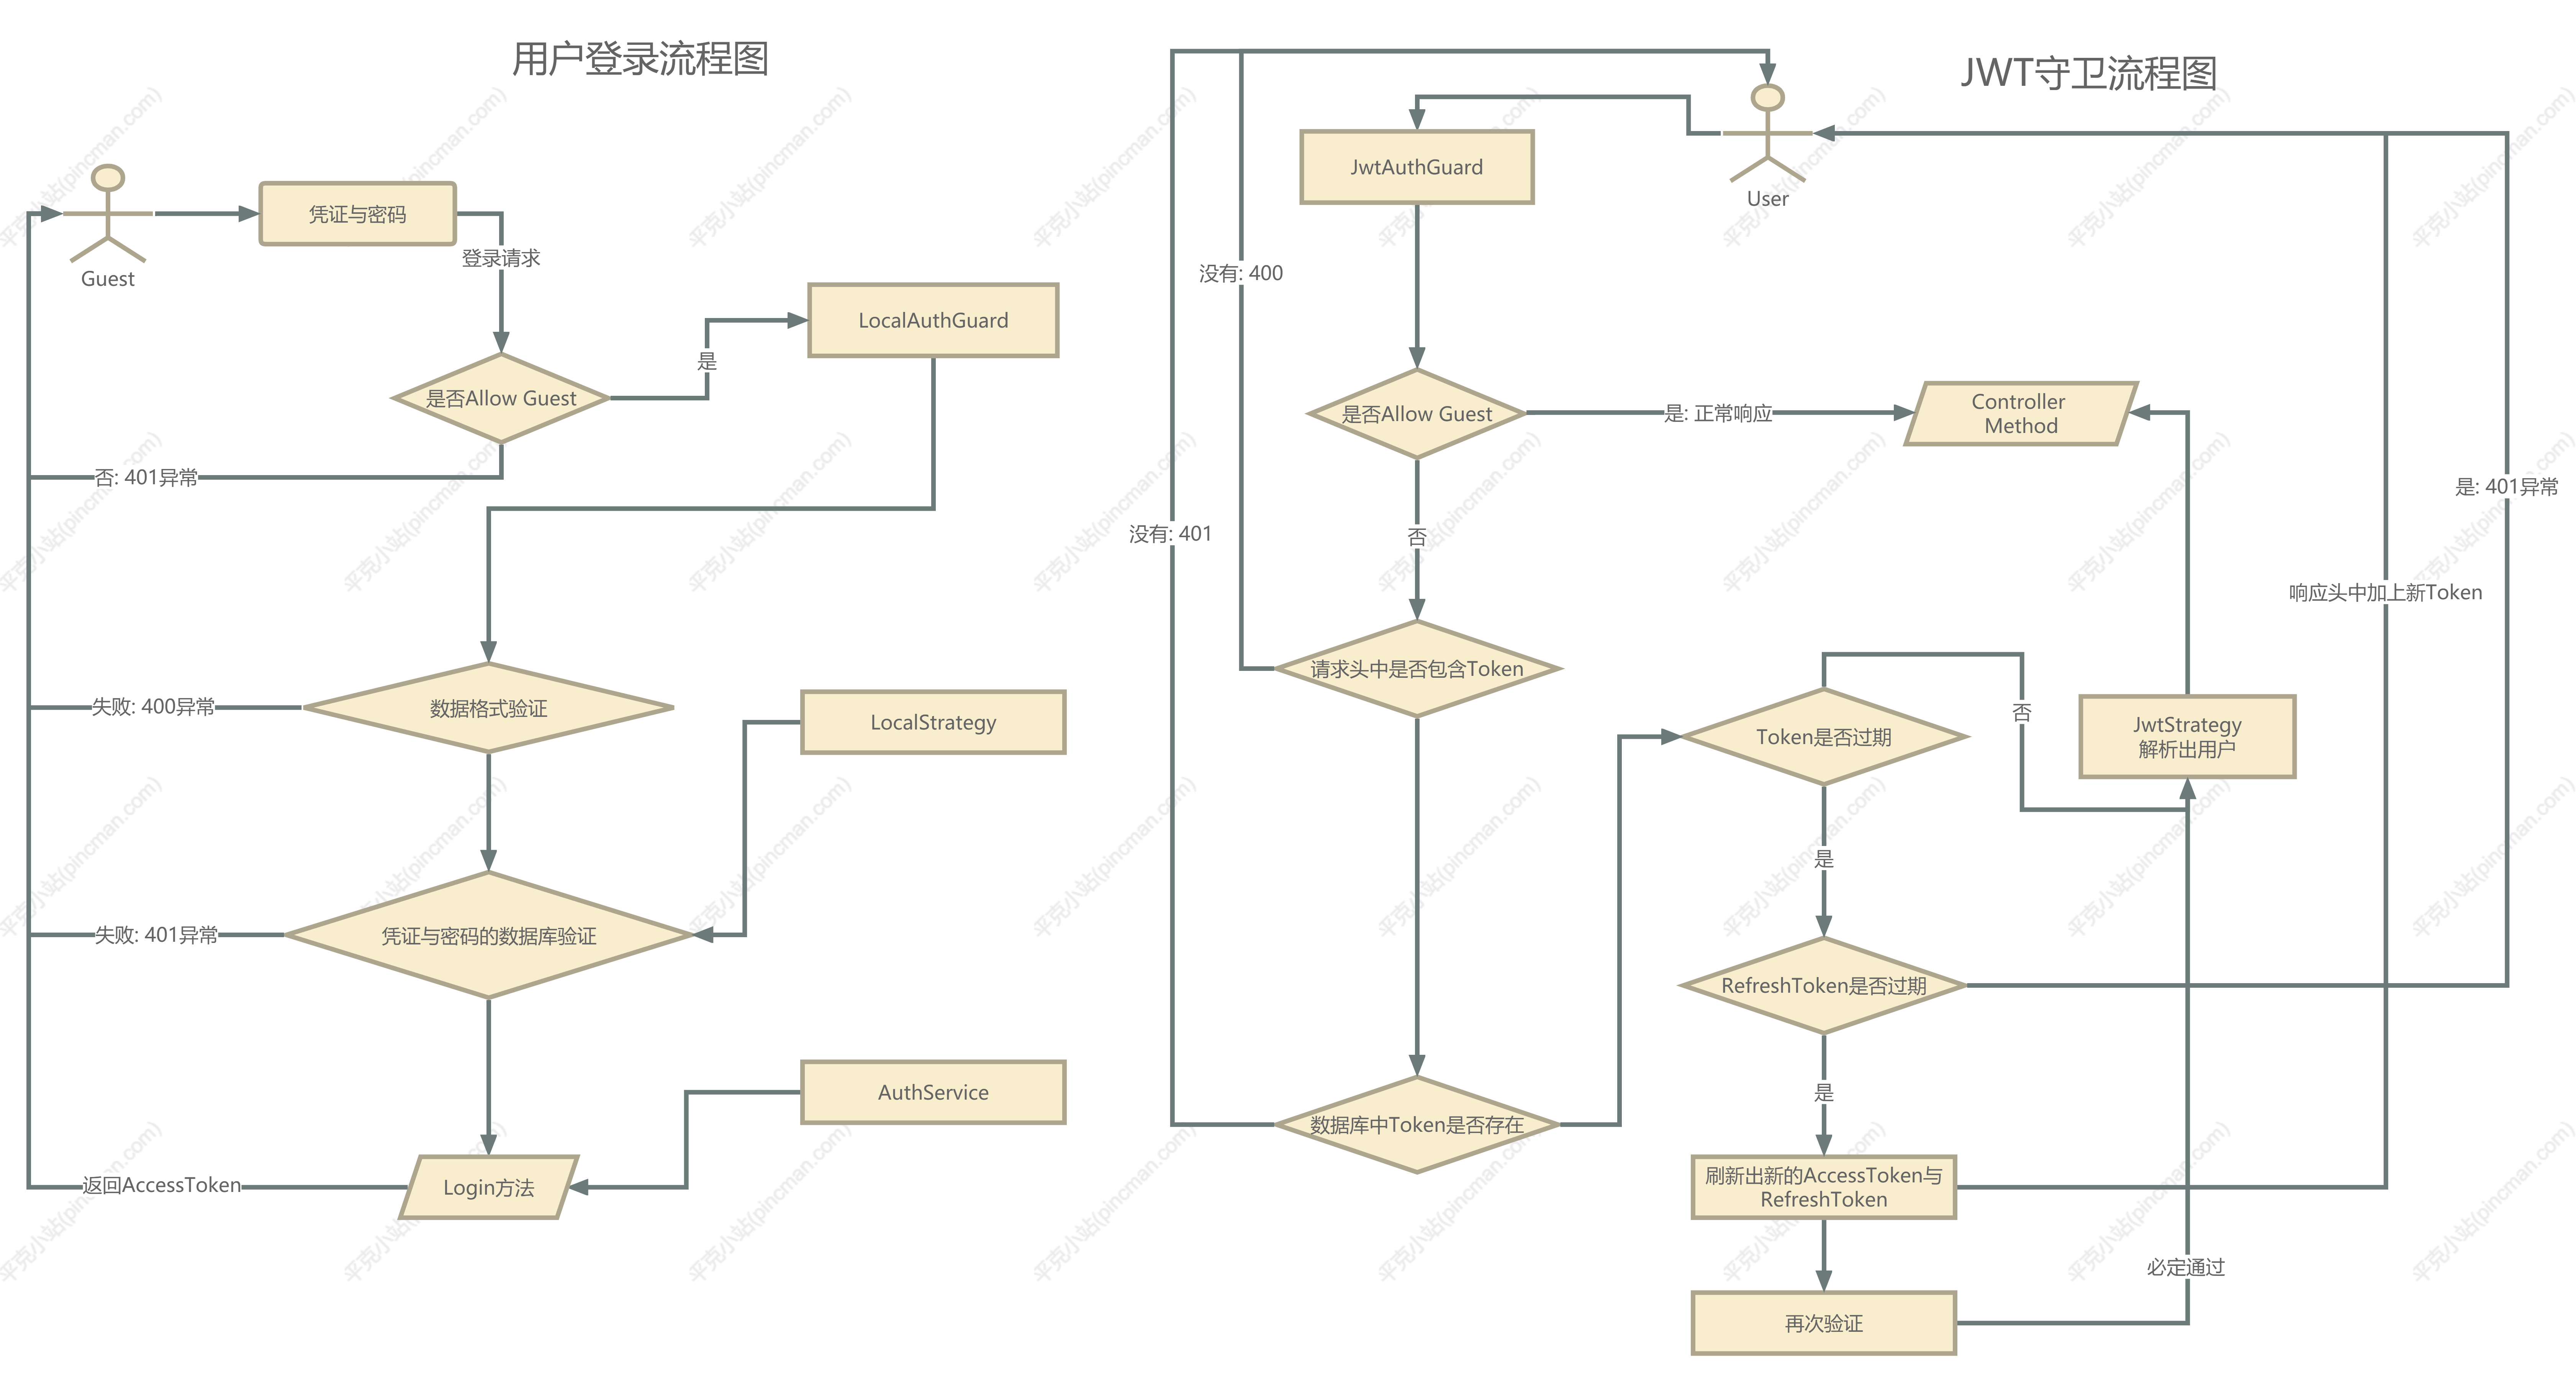 用户登录流程图
Guest
凭证与密码
登录请求
是否Allow Guest
是
LocalAuthGuard
否: 401异常
数据格式验证
失败: 400异常
LocalStrategy
凭证与密码的数据库验证
失败: 401异常
AuthService
Login方法
返回AccessToken
JWT守卫流程图
User
JwtAuthGuard
没有: 400
是否Allow Guest
是: 正常响应
Controller
Method
是: 401异常
没有: 401
否
响应头中加上新Token
请求头中是否包含Token
Token是否过期
否
JwtStrategy
解析出用户
是
RefreshToken是否过期
是
数据库中Token是否存在
刷新出新的AccessToken与
RefreshToken
必定通过
再次验证
平克小站(pincman.com)